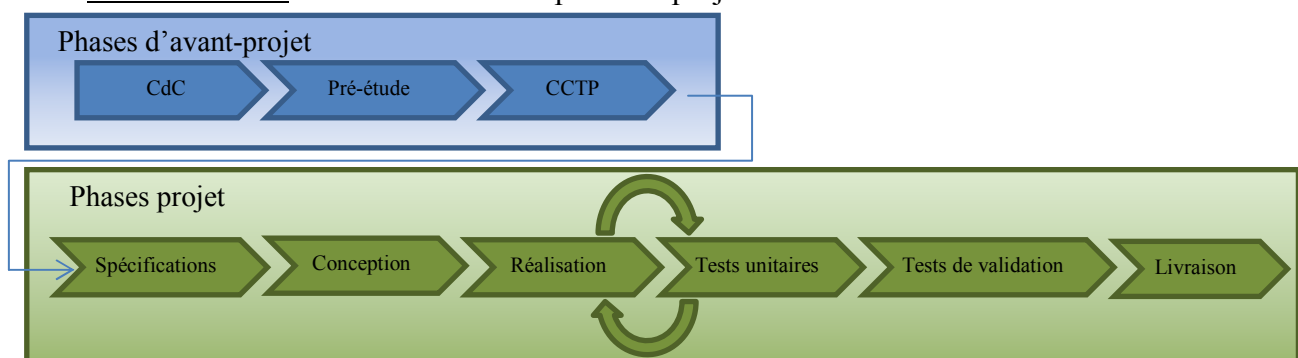 Phases d'avant-projet
CdC
Pré-étude
CCTP
Phases projet
Spécifications
Conception
Réalisation
Tests unitaires
Tests de validation
Livraison